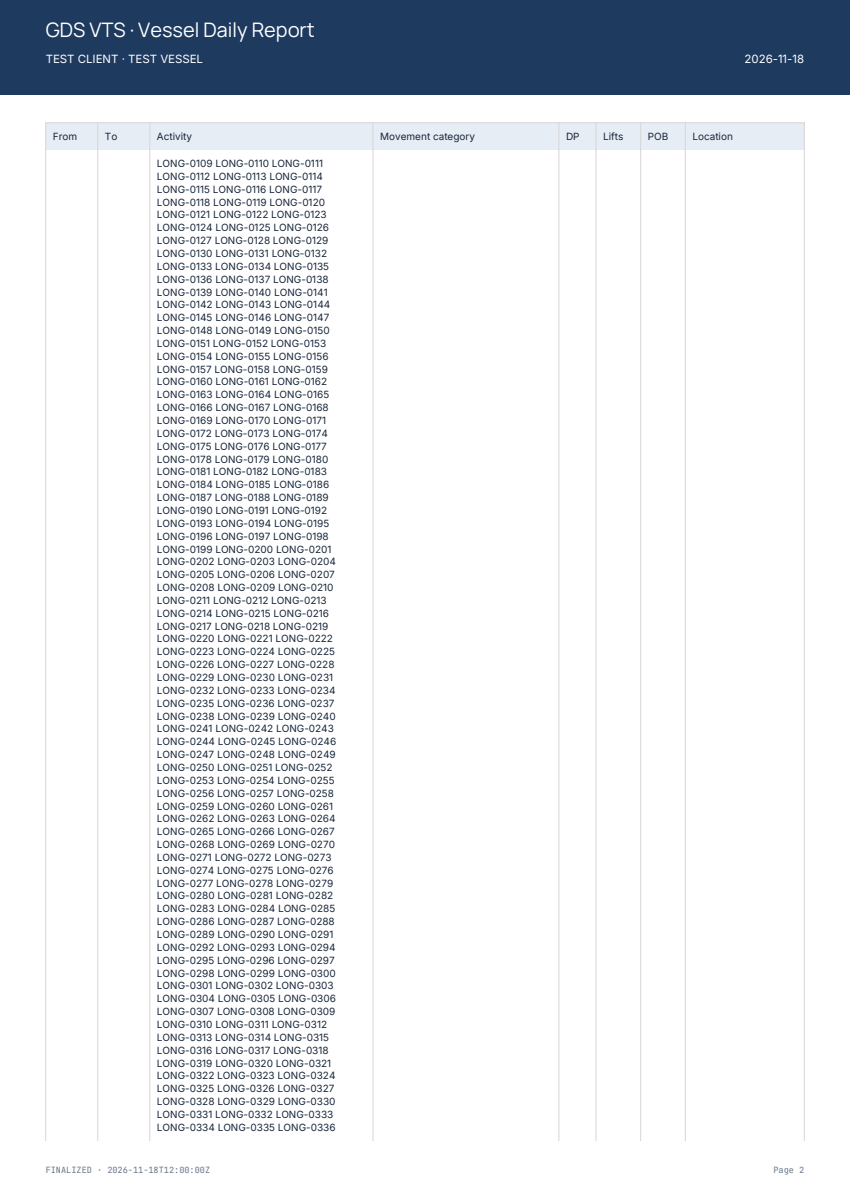 GDS VTS · Vessel Daily Report
TEST CLIENT · TEST VESSEL 2026-11-18
From To Activity Movement category DP Lifts POB Location
LONG-0109 LONG-0110 LONG-0111
LONG-0112 LONG-0113 LONG-0114
LONG-0115 LONG-0116 LONG-0117
LONG-0118 LONG-0119 LONG-0120
LONG-0121 LONG-0122 LONG-0123
LONG-0124 LONG-0125 LONG-0126
LONG-0127 LONG-0128 LONG-0129
LONG-0130 LONG-0131 LONG-0132
LONG-0133 LONG-0134 LONG-0135
LONG-0136 LONG-0137 LONG-0138
LONG-0139 LONG-0140 LONG-0141
LONG-0142 LONG-0143 LONG-0144
LONG-0145 LONG-0146 LONG-0147
LONG-0148 LONG-0149 LONG-0150
LONG-0151 LONG-0152 LONG-0153
LONG-0154 LONG-0155 LONG-0156
LONG-0157 LONG-0158 LONG-0159
LONG-0160 LONG-0161 LONG-0162
LONG-0163 LONG-0164 LONG-0165
LONG-0166 LONG-0167 LONG-0168
LONG-0169 LONG-0170 LONG-0171
LONG-0172 LONG-0173 LONG-0174
LONG-0175 LONG-0176 LONG-0177
LONG-0178 LONG-0179 LONG-0180
LONG-0181 LONG-0182 LONG-0183
LONG-0184 LONG-0185 LONG-0186
LONG-0187 LONG-0188 LONG-0189
LONG-0190 LONG-0191 LONG-0192
LONG-0193 LONG-0194 LONG-0195
LONG-0196 LONG-0197 LONG-0198
LONG-0199 LONG-0200 LONG-0201
LONG-0202 LONG-0203 LONG-0204
LONG-0205 LONG-0206 LONG-0207
LONG-0208 LONG-0209 LONG-0210
LONG-0211 LONG-0212 LONG-0213
LONG-0214 LONG-0215 LONG-0216
LONG-0217 LONG-0218 LONG-0219
LONG-0220 LONG-0221 LONG-0222
LONG-0223 LONG-0224 LONG-0225
LONG-0226 LONG-0227 LONG-0228
LONG-0229 LONG-0230 LONG-0231
LONG-0232 LONG-0233 LONG-0234
LONG-0235 LONG-0236 LONG-0237
LONG-0238 LONG-0239 LONG-0240
LONG-0241 LONG-0242 LONG-0243
LONG-0244 LONG-0245 LONG-0246
LONG-0247 LONG-0248 LONG-0249
LONG-0250 LONG-0251 LONG-0252
LONG-0253 LONG-0254 LONG-0255
LONG-0256 LONG-0257 LONG-0258
LONG-0259 LONG-0260 LONG-0261
LONG-0262 LONG-0263 LONG-0264
LONG-0265 LONG-0266 LONG-0267
LONG-0268 LONG-0269 LONG-0270
LONG-0271 LONG-0272 LONG-0273
LONG-0274 LONG-0275 LONG-0276
LONG-0277 LONG-0278 LONG-0279
LONG-0280 LONG-0281 LONG-0282
LONG-0283 LONG-0284 LONG-0285
LONG-0286 LONG-0287 LONG-0288
LONG-0289 LONG-0290 LONG-0291
LONG-0292 LONG-0293 LONG-0294
LONG-0295 LONG-0296 LONG-0297
LONG-0298 LONG-0299 LONG-0300
LONG-0301 LONG-0302 LONG-0303
LONG-0304 LONG-0305 LONG-0306
LONG-0307 LONG-0308 LONG-0309
LONG-0310 LONG-0311 LONG-0312
LONG-0313 LONG-0314 LONG-0315
LONG-0316 LONG-0317 LONG-0318
LONG-0319 LONG-0320 LONG-0321
LONG-0322 LONG-0323 LONG-0324
LONG-0325 LONG-0326 LONG-0327
LONG-0328 LONG-0329 LONG-0330
LONG-0331 LONG-0332 LONG-0333
LONG-0334 LONG-0335 LONG-0336
FINALIZED · 2026-11-18T12:00:00Z Page 2